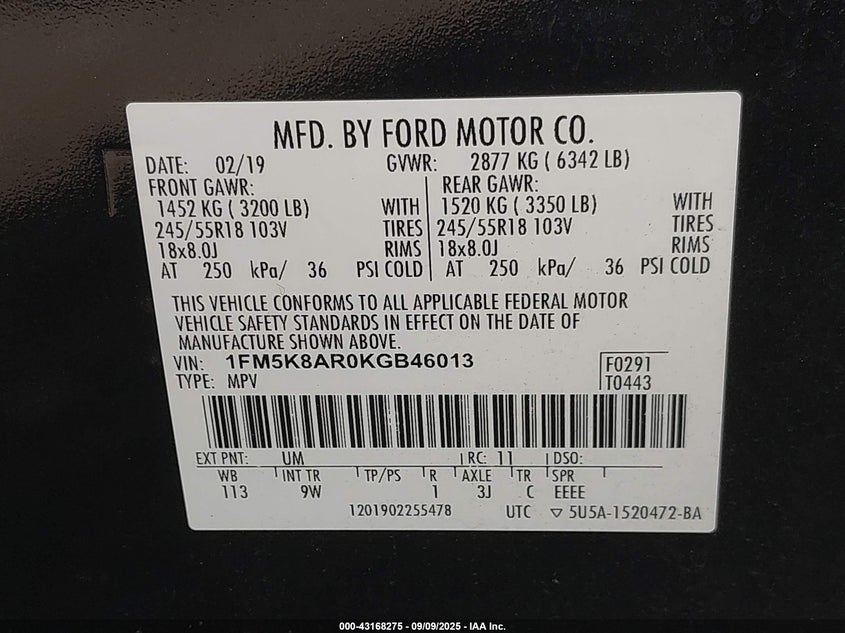 MFD. BY FORD MOTOR CO.
DATE: 02/19 GVWR: 2877 KG ( 6342 LB)
FRONT GAWR: REAR GAWR:
1452 KG ( 3200 LB) WITH 1520 KG ( 3350 LB) WITH
245/55R18 103V TIRES 245/55R18 103V TIRES
18x8.0J RIMS 18x8.0J RIMS
AT 250 kPa/ 36 PSI COLD AT 250 kPa/ 36 PSI COLD
THIS VEHICLE CONFORMS TO ALL APPLICABLE FEDERAL MOTOR
VEHICLE SAFETY STANDARDS IN EFFECT ON THE DATE OF
MANUFACTURE SHOWN ABOVE.
VIN: 1FM5K8AR0KGB46013 F0291
TYPE: MPV T0443
EXT PNT: UM RC: 11 DSO:
WB INT TR TP/PS R AXLE TR SPR
113 9W 1 3J C EEEE
1201902255478 UTC ▽ 5U5A-1520472-BA
000-43168275 - 09/09/2025 - IAA Inc.